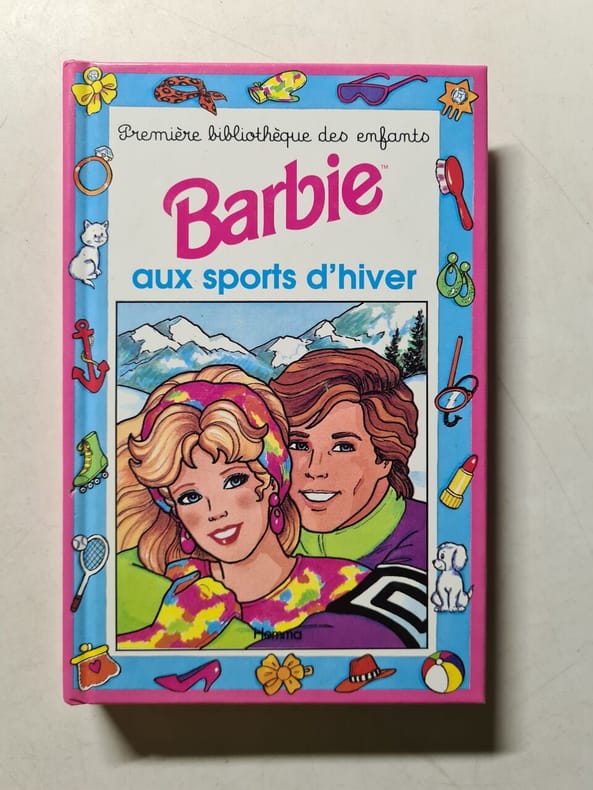 Première bibliothèque des enfants
Barbie™
aux sports d'hiver
Hemma